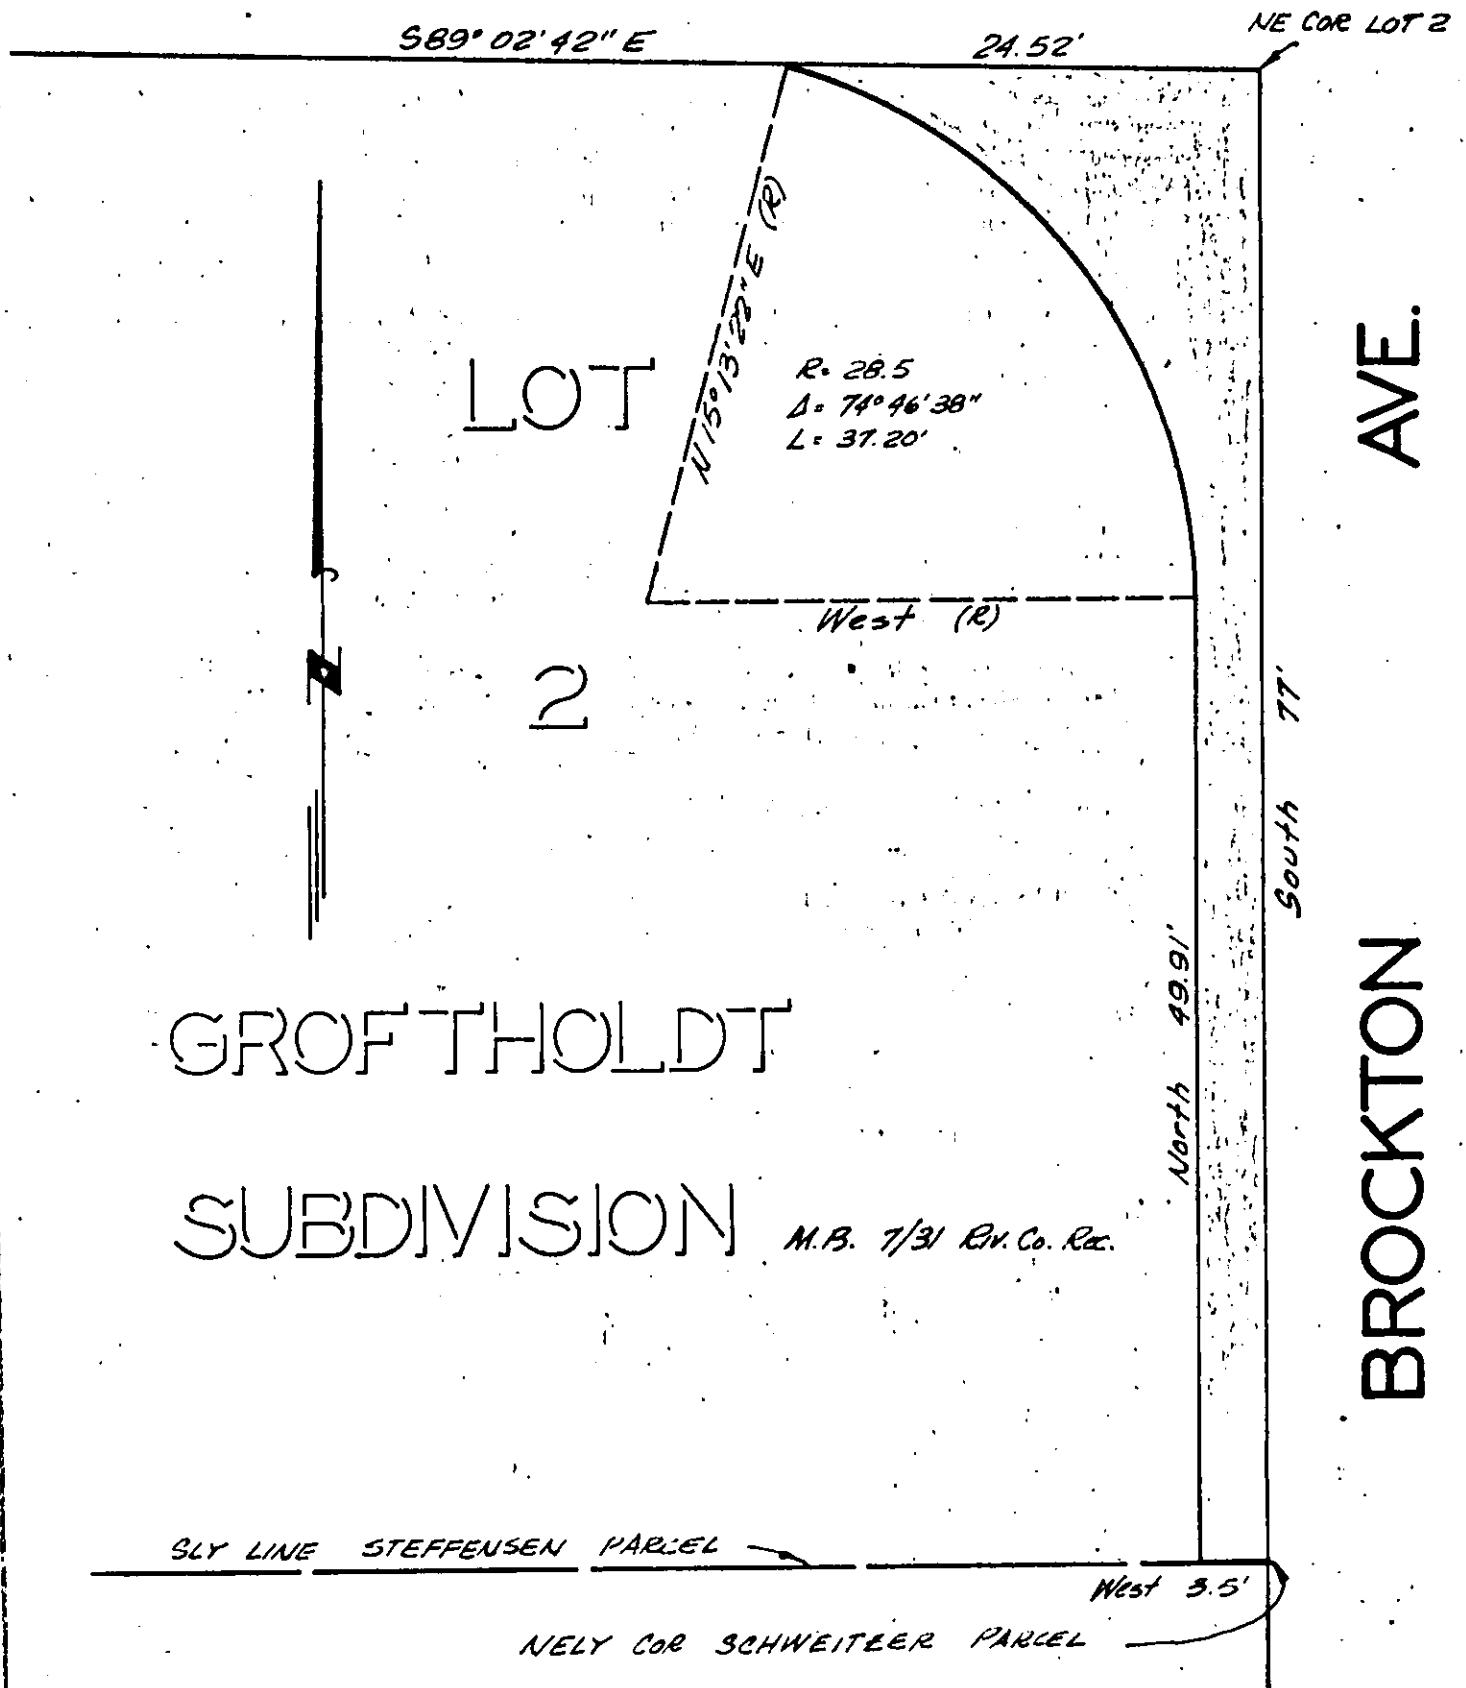 S89° 02' 42" E
24.52'
NE COR LOT 2
N 15° 13' 22" E (R)
R= 28.5
Δ= 74° 46' 38"
L= 37.20'
LOT
2
West (R)
N
South 77'
North 49.91'
AVE.
BROCKTON
GROFTHOLDT
SUBDIVISION
M.B. 7/31 Riv. Co. Rec.
SLY LINE STEFFENSEN PARCEL
West 3.5'
NELY COR SCHWEITZER PARCEL